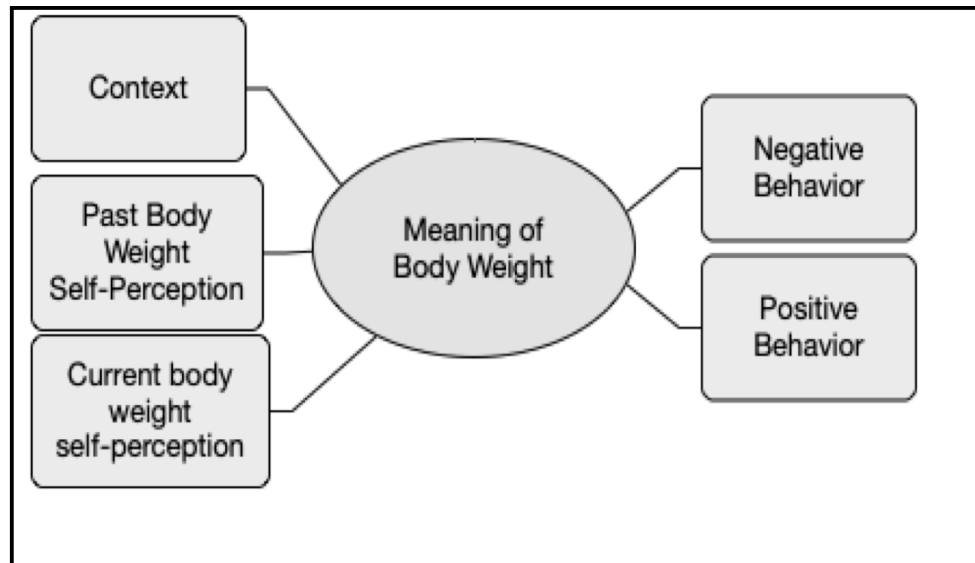 Context
Past Body
Weight
Self-Perception
Current body
weight
self-perception
Meaning of
Body Weight
Negative
Behavior
Positive
Behavior